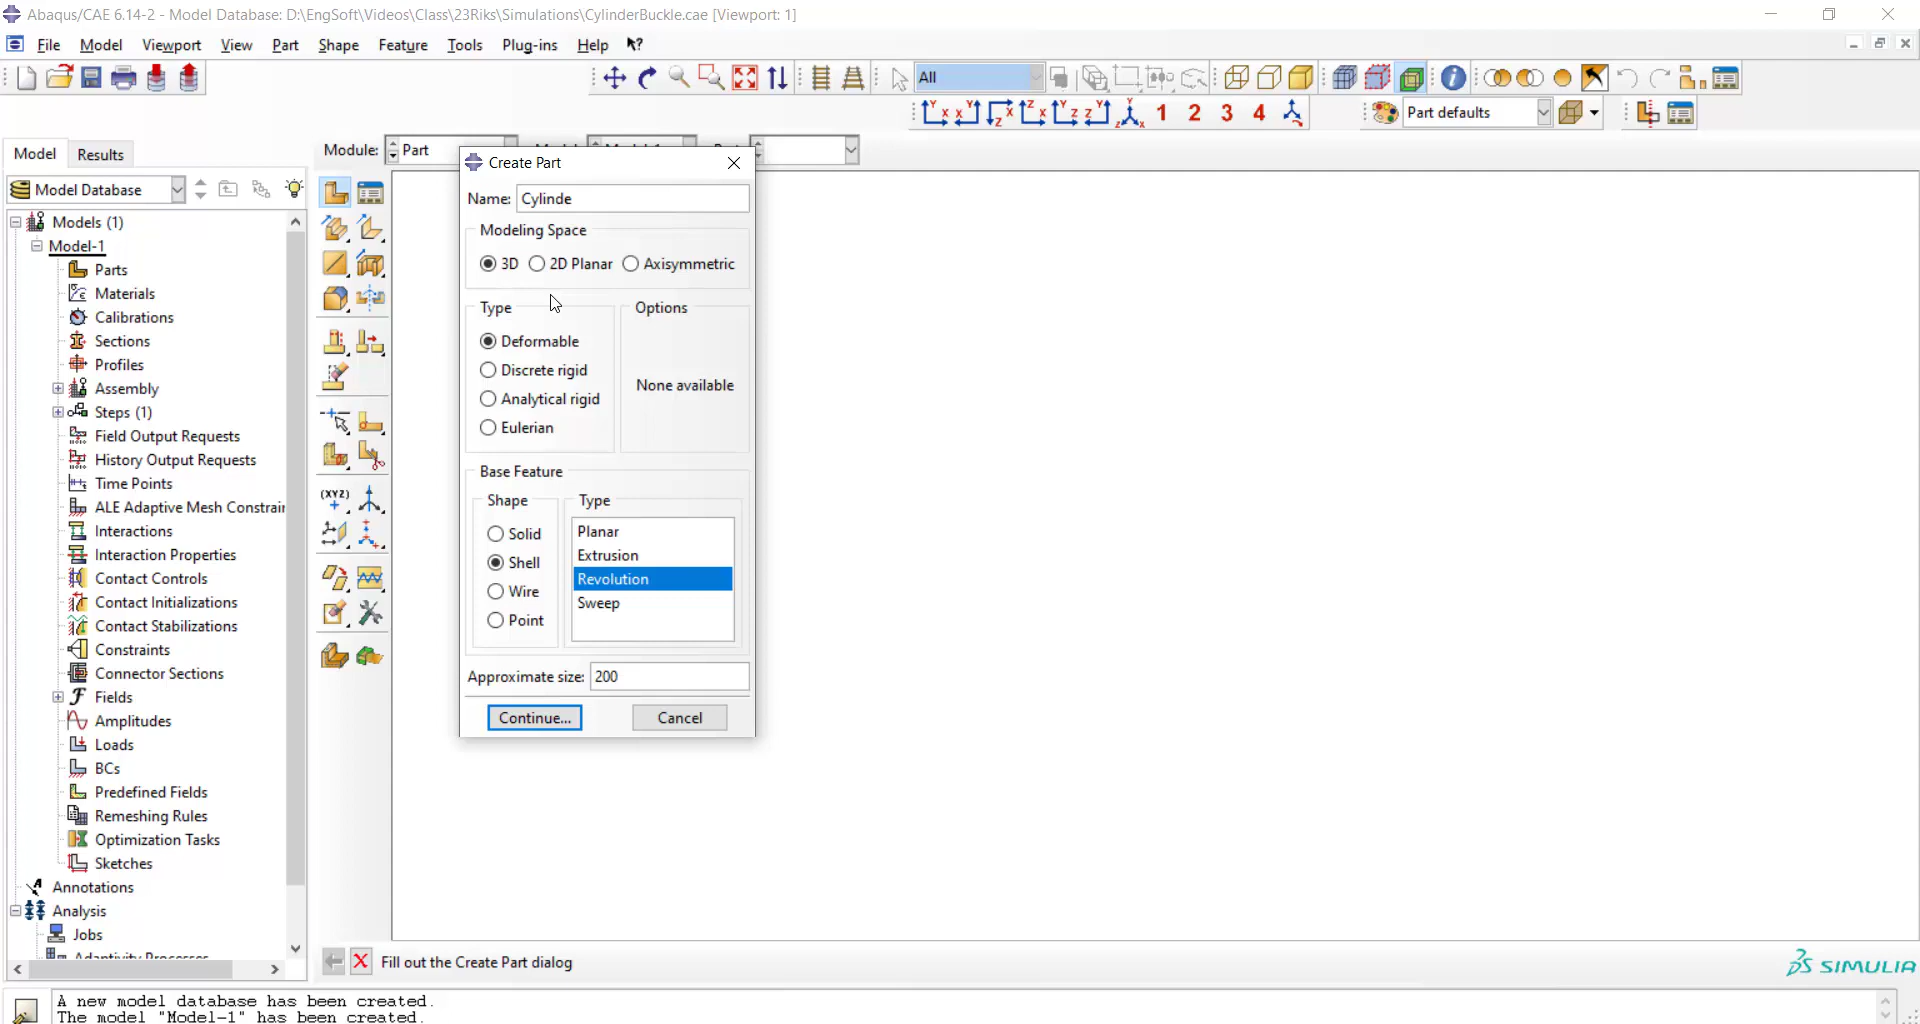 Abaqus/CAE 6.14-2 - Model Database: D:\EngSoft\Videos\Class\23Riks\Simulations\CylinderBuckle.cae [Viewport: 1]
File Model Viewport View Part Shape Feature Tools Plug-ins Help
All
1 2 3 4 Part defaults
Model Results
Module: Part
Model Database
Create Part
Name: Cylinde
Modeling Space
3D 2D Planar Axisymmetric
Type
Deformable
Discrete rigid
Analytical rigid
Eulerian
Options
None available
Base Feature
Shape
Solid
Shell
Wire
Point
Type
Planar
Extrusion
Revolution
Sweep
Approximate size: 200
Continue... Cancel
Models (1)
Model-1
Parts
Materials
Calibrations
Sections
Profiles
Assembly
Steps (1)
Field Output Requests
History Output Requests
Time Points
ALE Adaptive Mesh Constrai
Interactions
Interaction Properties
Contact Controls
Contact Initializations
Contact Stabilizations
Constraints
Connector Sections
Fields
Amplitudes
Loads
BCs
Predefined Fields
Remeshing Rules
Optimization Tasks
Sketches
Annotations
Analysis
Jobs
(XYZ)
Fill out the Create Part dialog
SIMULIA
A new model database has been created.
The model "Model-1" has been created.